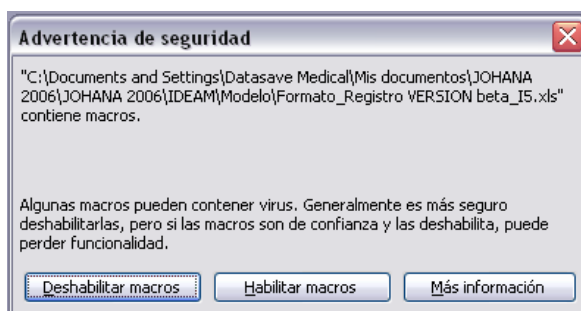 Advertencia de seguridad
"C:\Documents and Settings\Datasave Medical\Mis documentos\JOHANA
2006\JOHANA 2006\IDEAM\Modelo\Formato_Registro VERSION beta_I5.xls"
contiene macros.
Algunas macros pueden contener virus. Generalmente es más seguro
deshabilitarlas, pero si las macros son de confianza y las deshabilita, puede
perder funcionalidad.
Deshabilitar macros Habilitar macros Más información